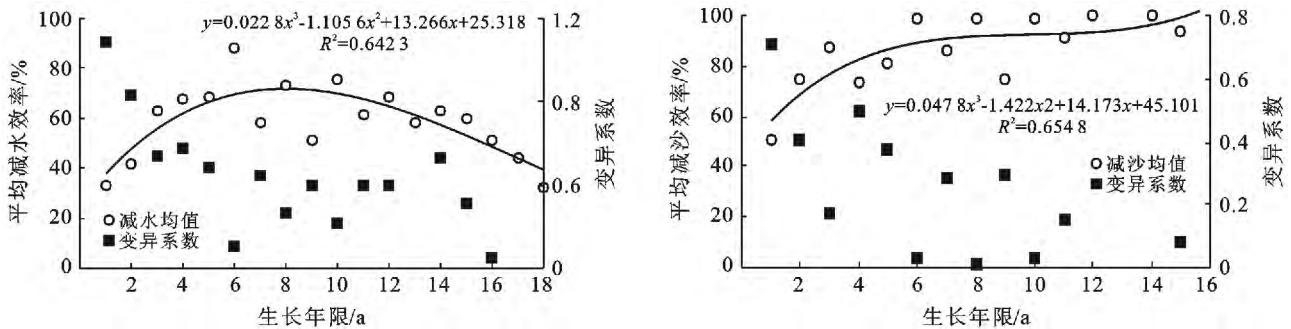 y=0.022 8x³-1.105 6x²+13.266x+25.318
R²=0.642 3
平均减水效率/%
100
80
60
40
20
0
减水均值
变异系数
2 4 6 8 10 12 14 16 18
生长年限/a
1.2
0.8
0.6
0
变异系数
平均减沙效率/%
100
80
60
40
20
0
y=0.047 8x³-1.422x2+14.173x+45.101
R²=0.654 8
减沙均值
变异系数
2 4 6 8 10 12 14 16
生长年限/a
0.8
0.6
0.4
0.2
0
变异系数